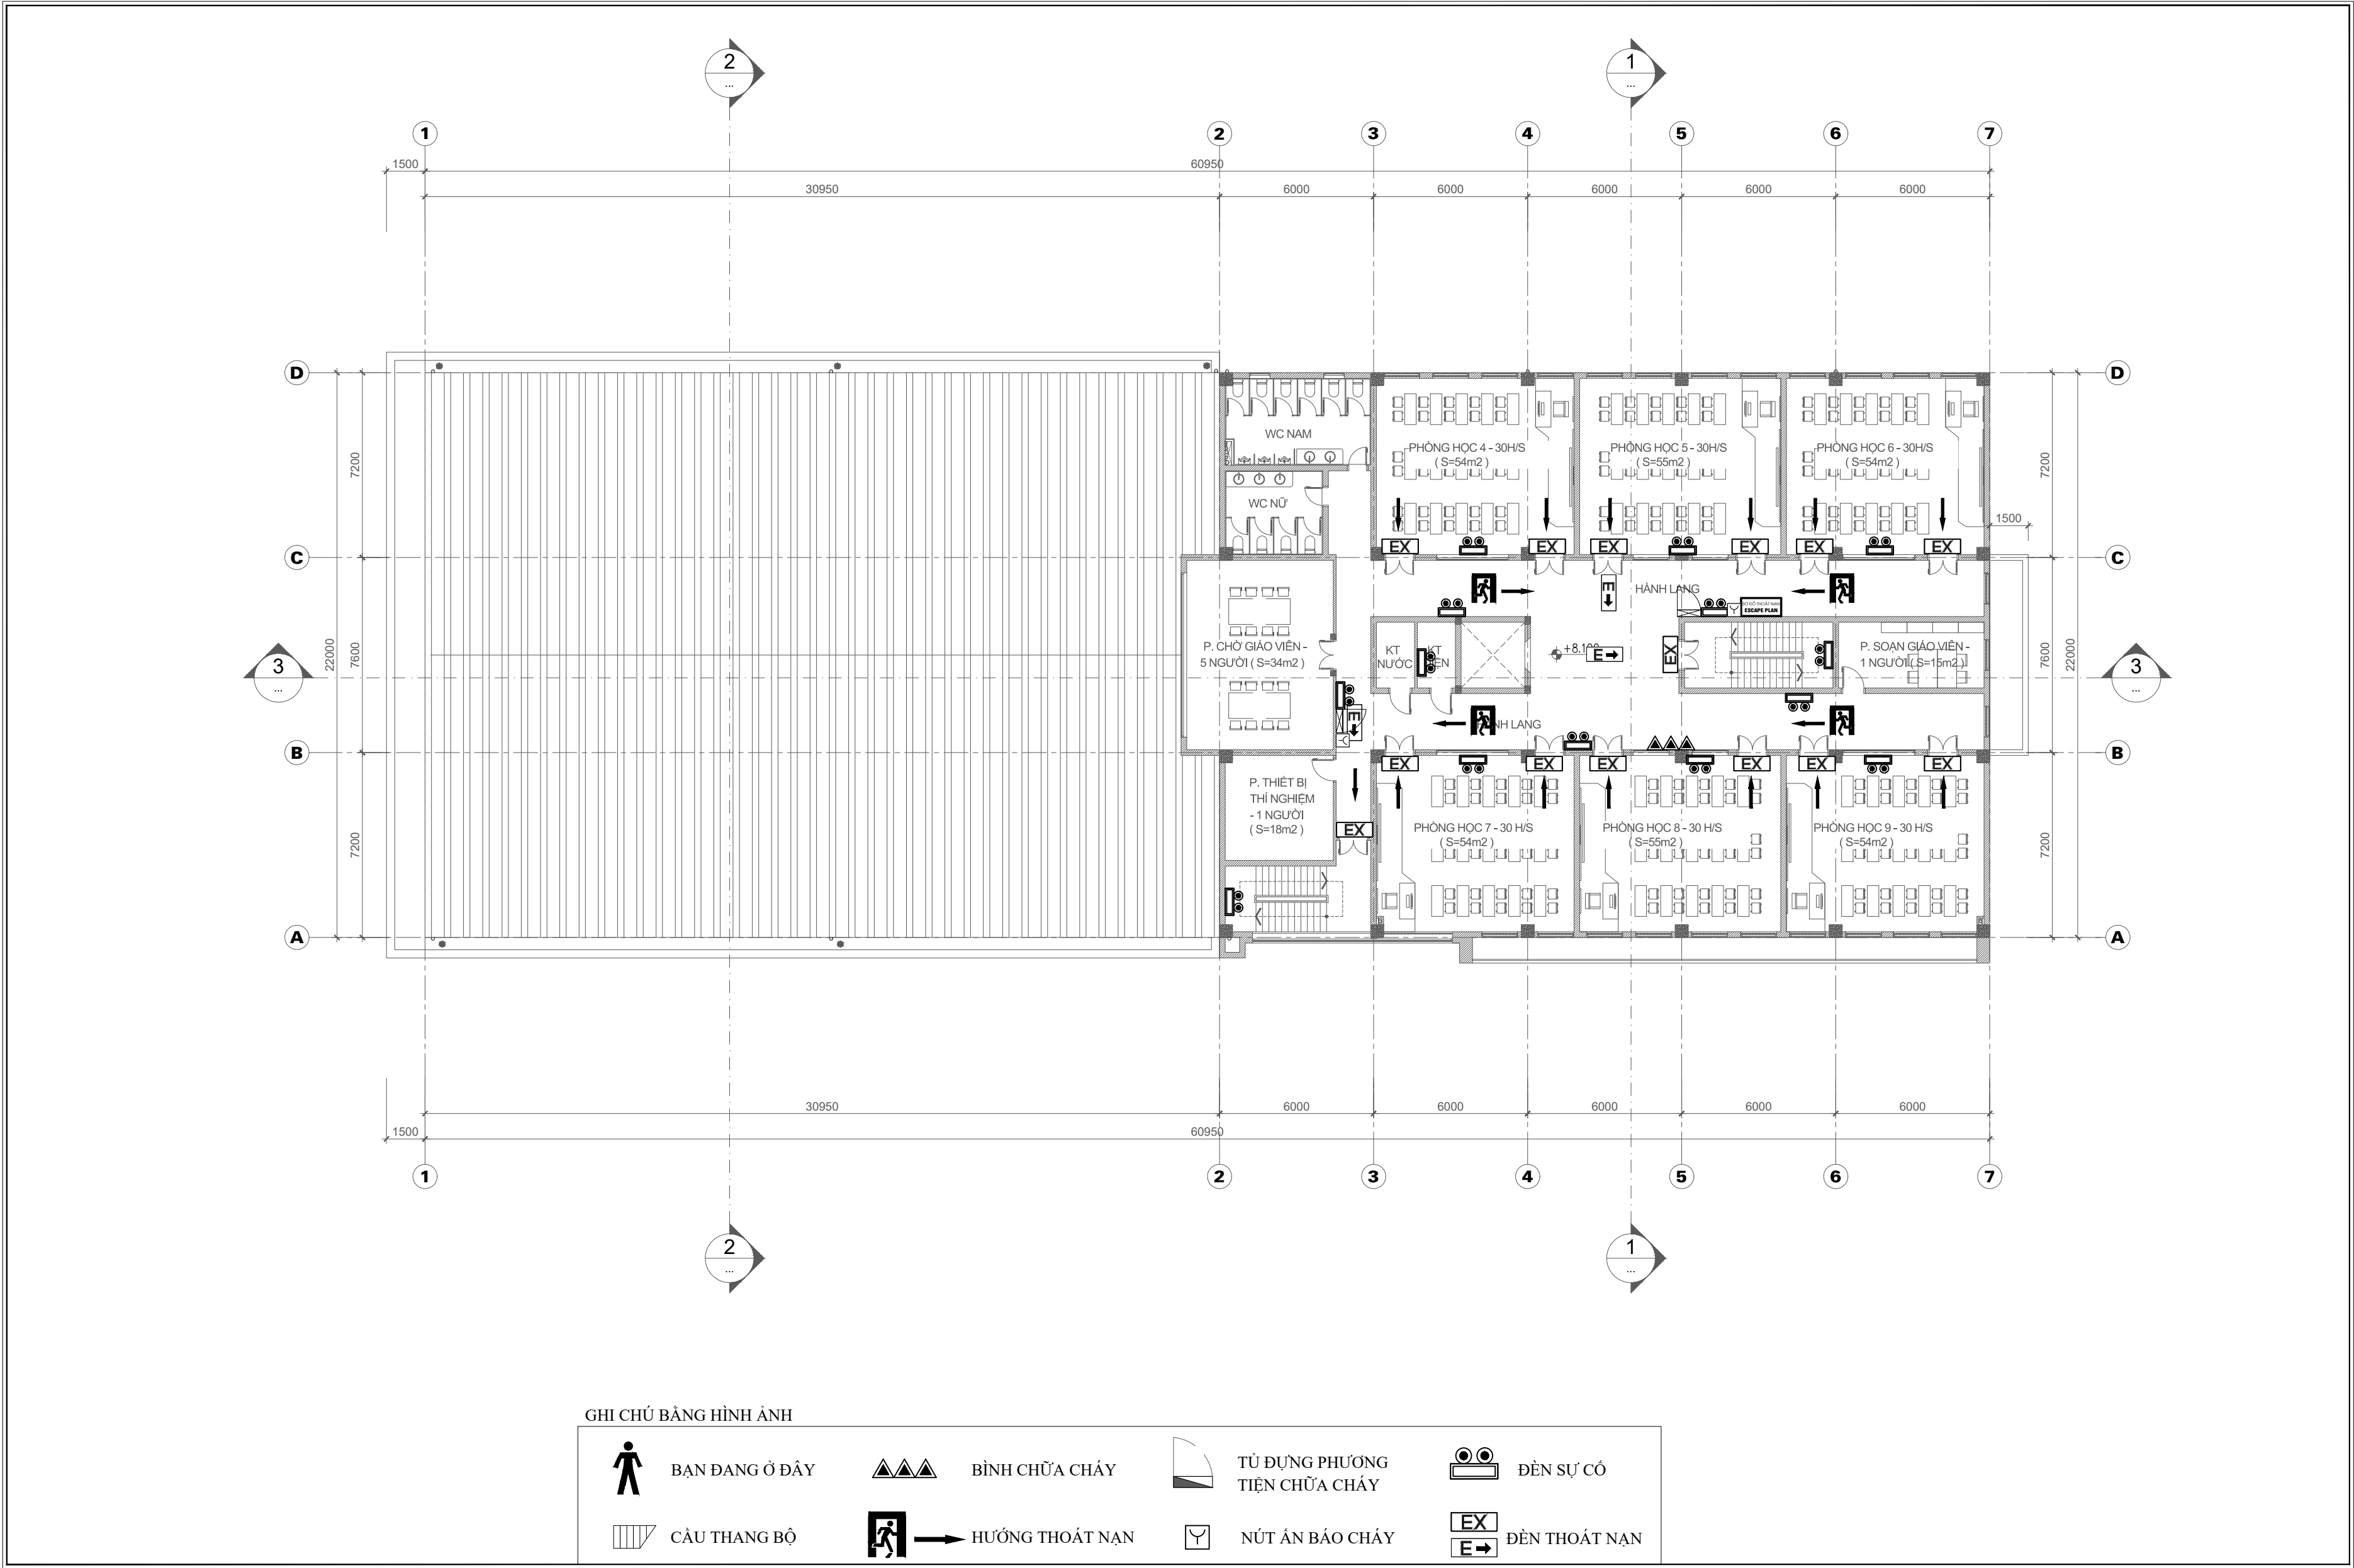 2
...
1
...
1
2
3
4
5
6
7
1500
60950
30950
6000
6000
6000
6000
6000
D
D
WC NAM
PHÒNG HỌC 4 - 30H/S
( S=54m2 )
PHÒNG HỌC 5 - 30H/S
( S=55m2 )
PHÒNG HỌC 6 - 30H/S
( S=54m2 )
7200
7200
WC NỮ
1500
EX
EX
EX
EX
EX
EX
C
C
HÀNH LANG
E
SƠ ĐỒ THOÁT NẠN
ESCAPE PLAN
P. CHỜ GIÁO VIÊN -
5 NGƯỜI ( S=34m2 )
KT
NƯỚC
KT
E
EX
P. SOẠN GIÁO VIÊN -
1 NGƯỜI ( S=15m2 )
22000
7600
7600
22000
3
...
3
...
E
HÀNH LANG
B
B
EX
EX
EX
EX
EX
EX
P. THIẾT BỊ
THÍ NGHIỆM
- 1 NGƯỜI
( S=18m2 )
EX
PHÒNG HỌC 7 - 30 H/S
( S=54m2 )
PHÒNG HỌC 8 - 30 H/S
( S=55m2 )
PHÒNG HỌC 9 - 30 H/S
( S=54m2 )
7200
7200
A
A
30950
6000
6000
6000
6000
6000
1500
60950
1
2
3
4
5
6
7
2
...
1
...
GHI CHÚ BẰNG HÌNH ẢNH
BẠN ĐANG Ở ĐÂY
BÌNH CHỮA CHÁY
TỦ ĐỰNG PHƯƠNG
TIỆN CHỮA CHÁY
ĐÈN SỰ CỐ
CẦU THANG BỘ
HƯỚNG THOÁT NẠN
NÚT ẤN BÁO CHÁY
EX
E
ĐÈN THOÁT NẠN